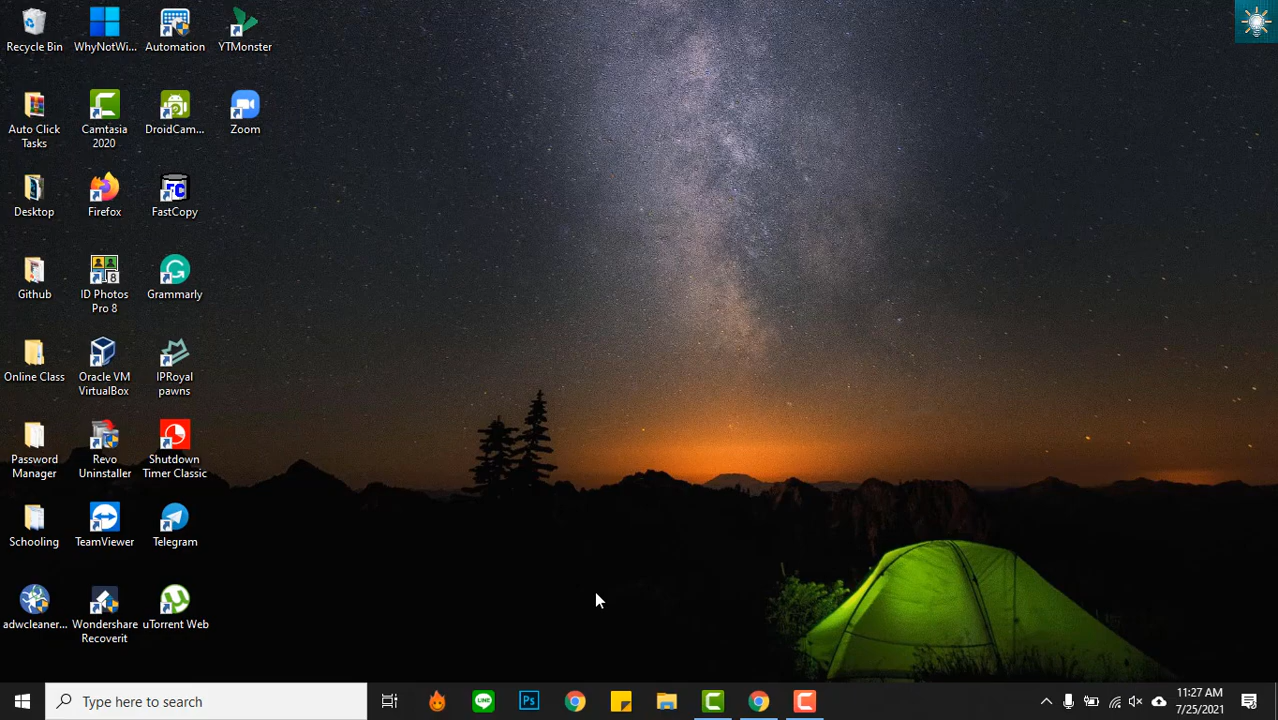 Recycle Bin
WhyNotWi...
Automation
YTMonster
Auto Click
Tasks
Camtasia
2020
DroidCam...
Zoom
Desktop
Firefox
FastCopy
Github
ID Photos
Pro 8
Grammarly
Online Class
Oracle VM
VirtualBox
IPRoyal
pawns
Password
Manager
Revo
Uninstaller
Shutdown
Timer Classic
Schooling
TeamViewer
Telegram
adwcleaner...
Wondershare
Recoverit
uTorrent Web
Type here to search
LINE
Ps
11:27 AM
7/25/2021